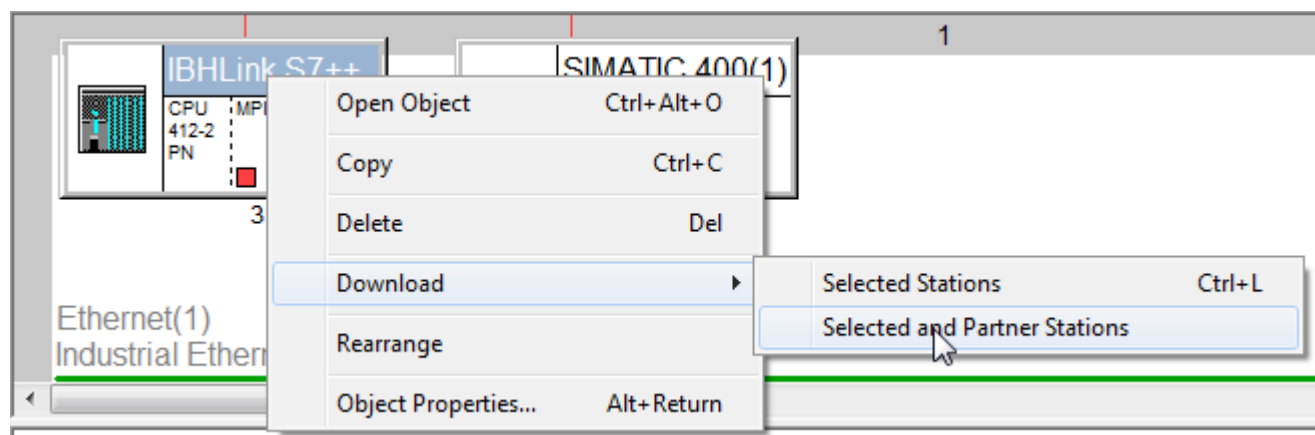 1
IBHLink S7++
SIMATIC 400(1)
CPU
412-2
PN
MPI
3
Open Object Ctrl+Alt+O
Copy Ctrl+C
Delete Del
Download
Selected Stations Ctrl+L
Selected and Partner Stations
Rearrange
Object Properties... Alt+Return
Ethernet(1)
Industrial Ethern